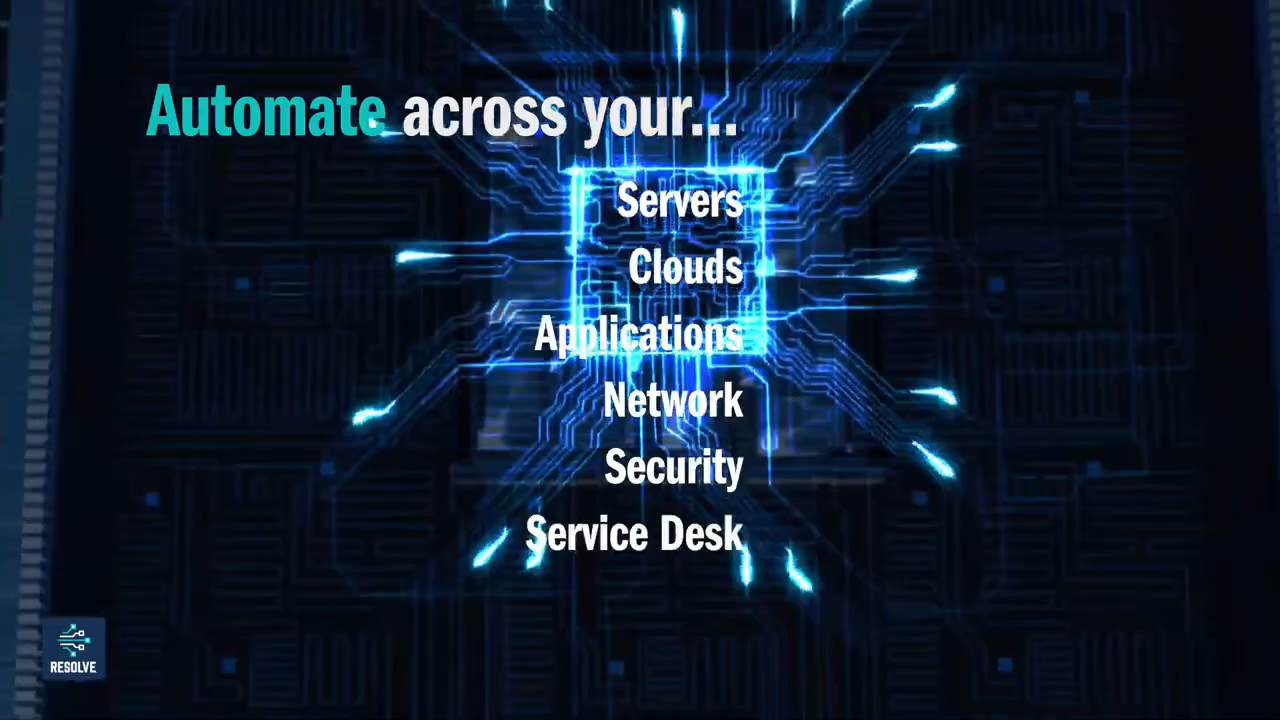 Automate across your...
Servers
Clouds
Applications
Network
Security
Service Desk
RESOLVE